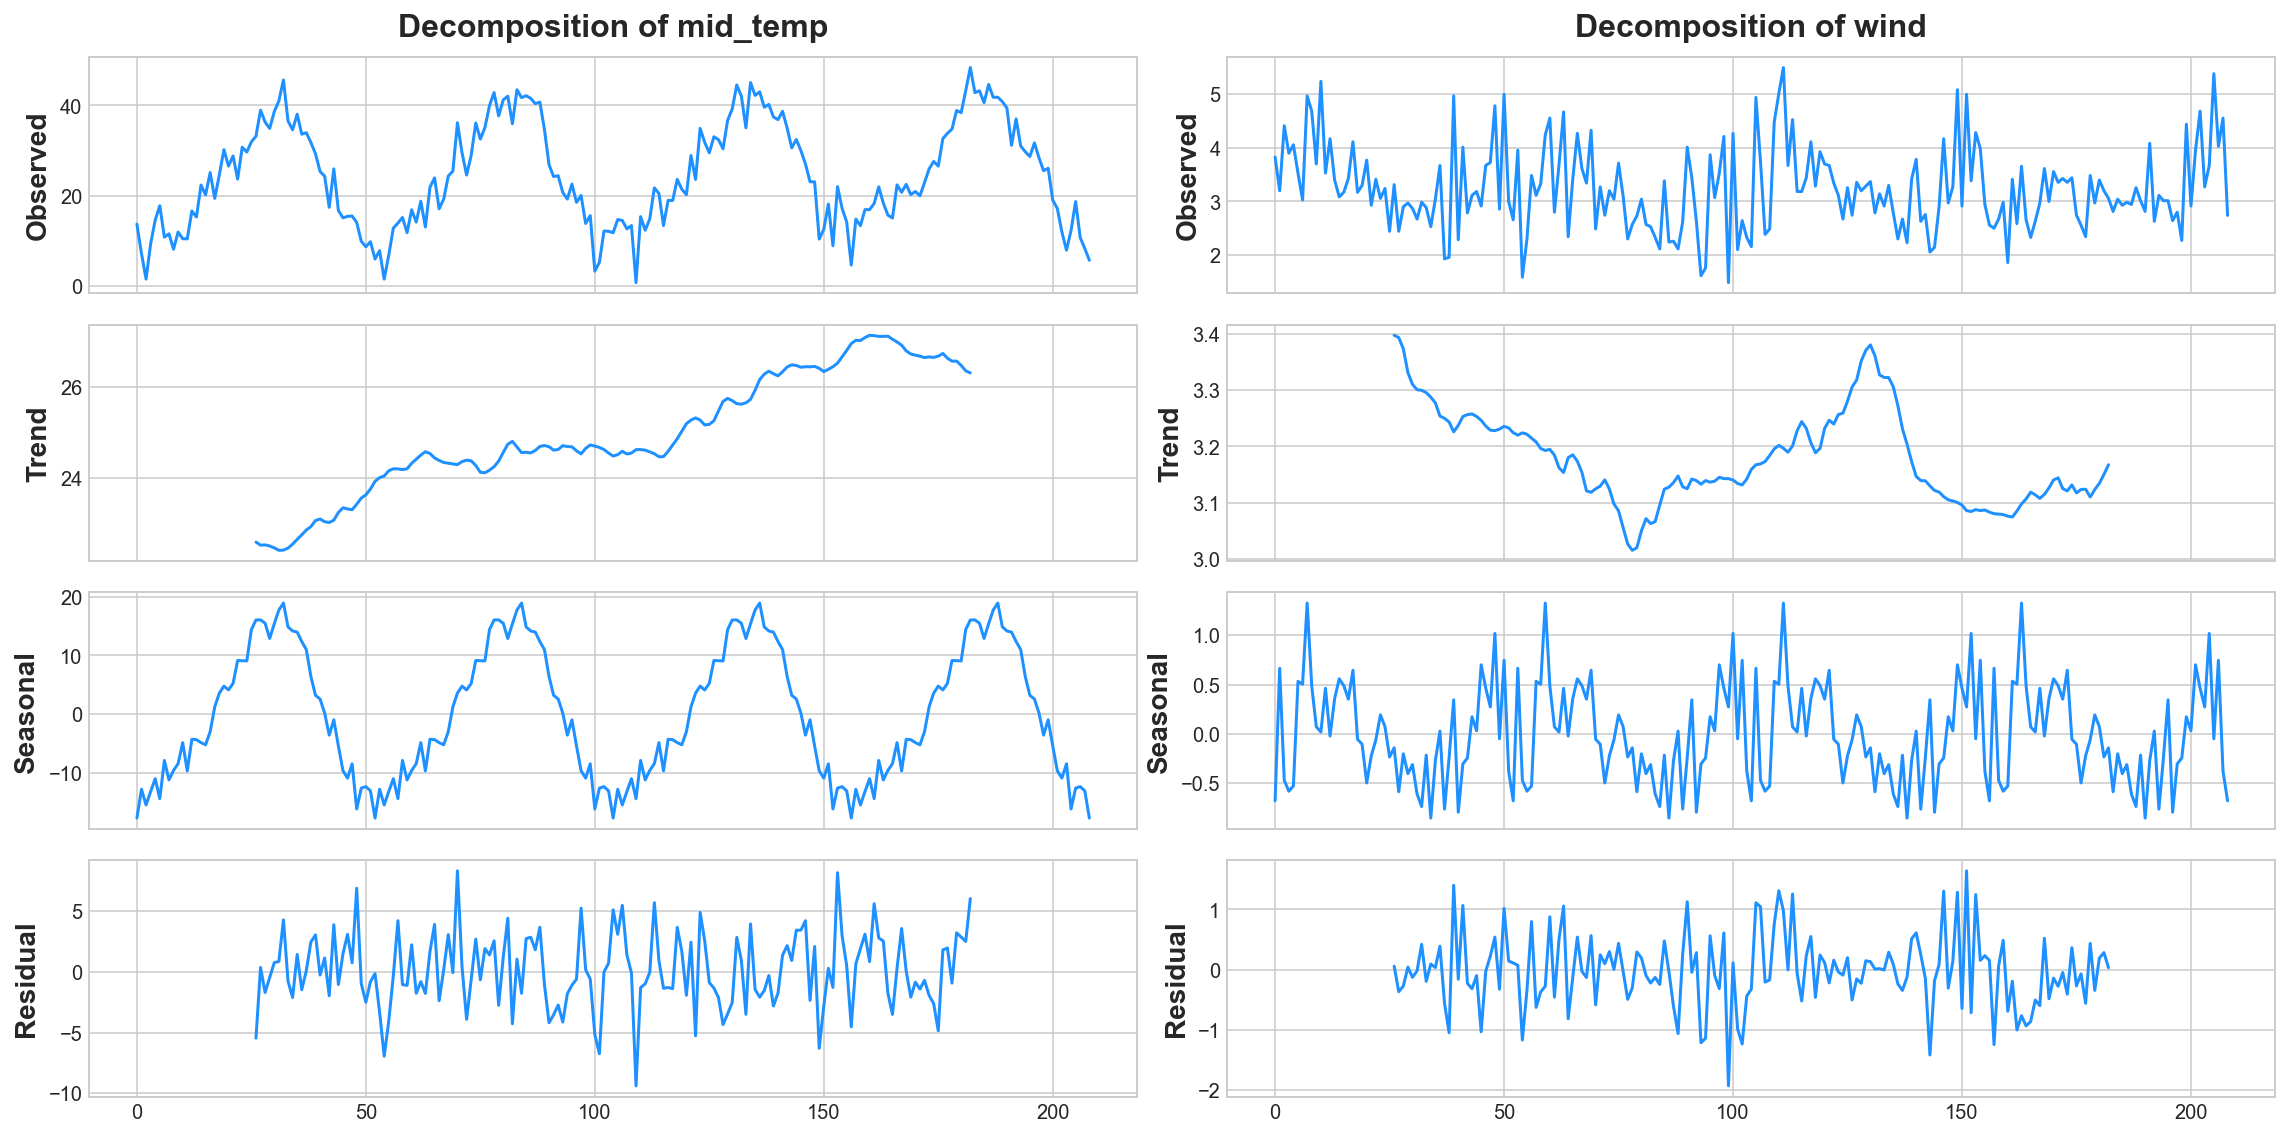 Decomposition of mid_temp
Observed
40
20
0
Trend
26
24
Seasonal
20
10
0
−10
Residual
5
0
−5
−10
0 50 100 150 200
Decomposition of wind
Observed
5
4
3
2
Trend
3.4
3.3
3.2
3.1
3.0
Seasonal
1.0
0.5
0.0
−0.5
Residual
1
0
−1
−2
0 50 100 150 200